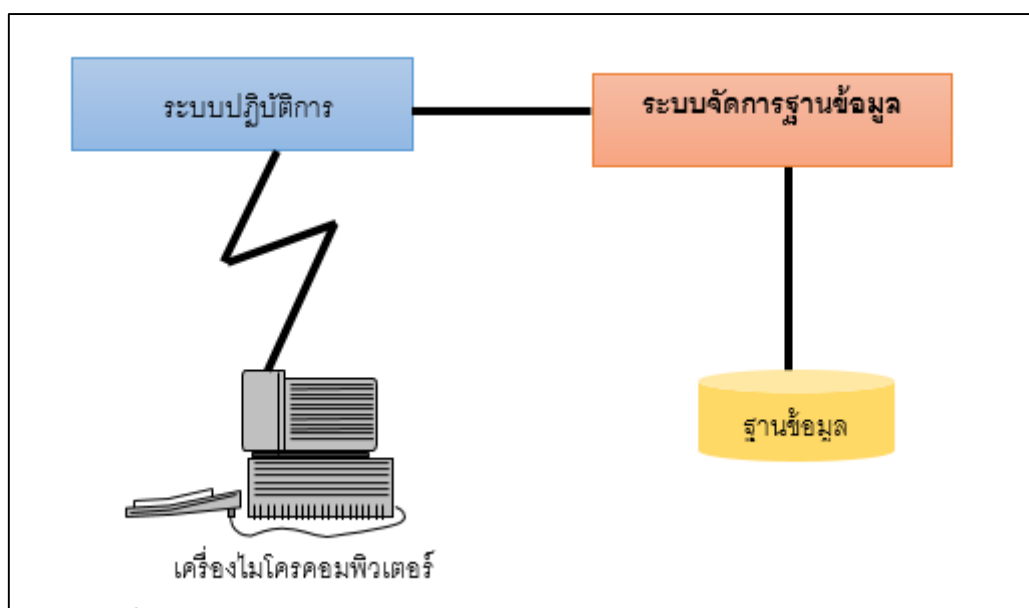 ระบบปฏิบัติการ
ระบบจัดการฐานข้อมูล
ฐานข้อมูล
เครื่องไมโครคอมพิวเตอร์